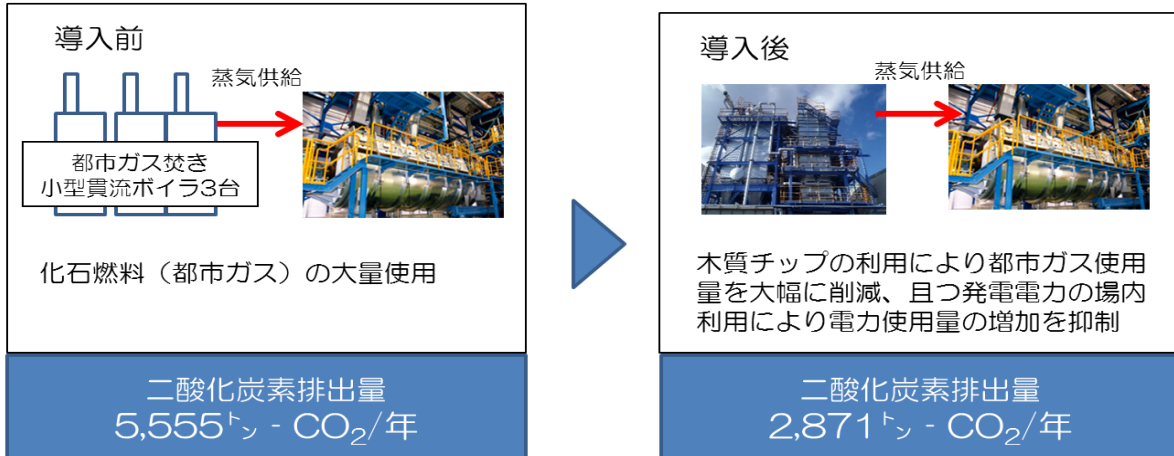 導入前
蒸気供給
都市ガス焚き
小型貫流ボイラ3台
化石燃料（都市ガス）の大量使用
二酸化炭素排出量
5,555㌧ - CO₂/年
導入後
蒸気供給
木質チップの利用により都市ガス使用
量を大幅に削減、且つ発電電力の場内
利用により電力使用量の増加を抑制
二酸化炭素排出量
2,871㌧ - CO₂/年